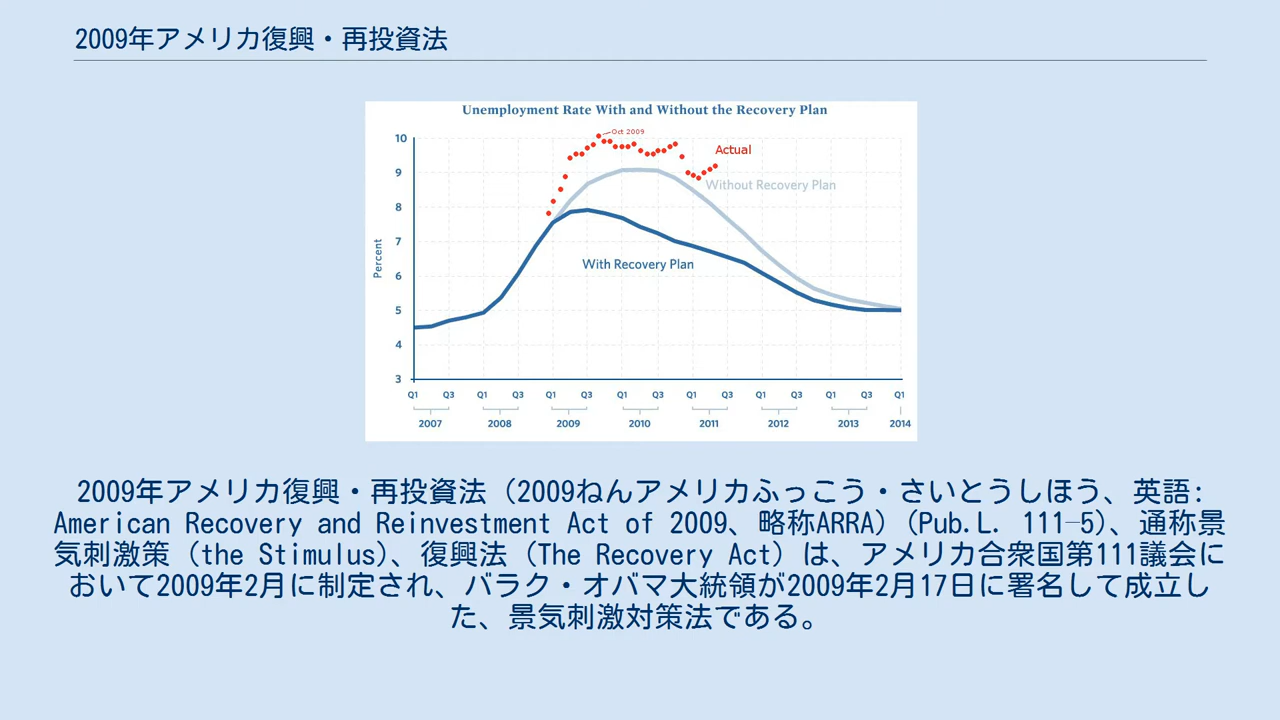 2009年アメリカ復興・再投資法
Unemployment Rate With and Without the Recovery Plan
10
9
8
7
6
5
4
3
Percent
Oct 2009
Actual
Without Recovery Plan
With Recovery Plan
Q1 Q3 Q1 Q3 Q1 Q3 Q1 Q3 Q1 Q3 Q1 Q3 Q1 Q3 Q1
2007 2008 2009 2010 2011 2012 2013 2014
2009年アメリカ復興・再投資法（2009ねんアメリカふっこう・さいとうしほう、英語:
American Recovery and Reinvestment Act of 2009、略称ARRA）(Pub.L. 111–5)、通称景
気刺激策（the Stimulus）、復興法（The Recovery Act）は、アメリカ合衆国第111議会に
おいて2009年2月に制定され、バラク・オバマ大統領が2009年2月17日に署名して成立し
た、景気刺激対策法である。